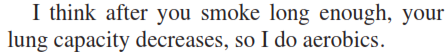 I think after you smoke long enough, your
lung capacity decreases, so I do aerobics.